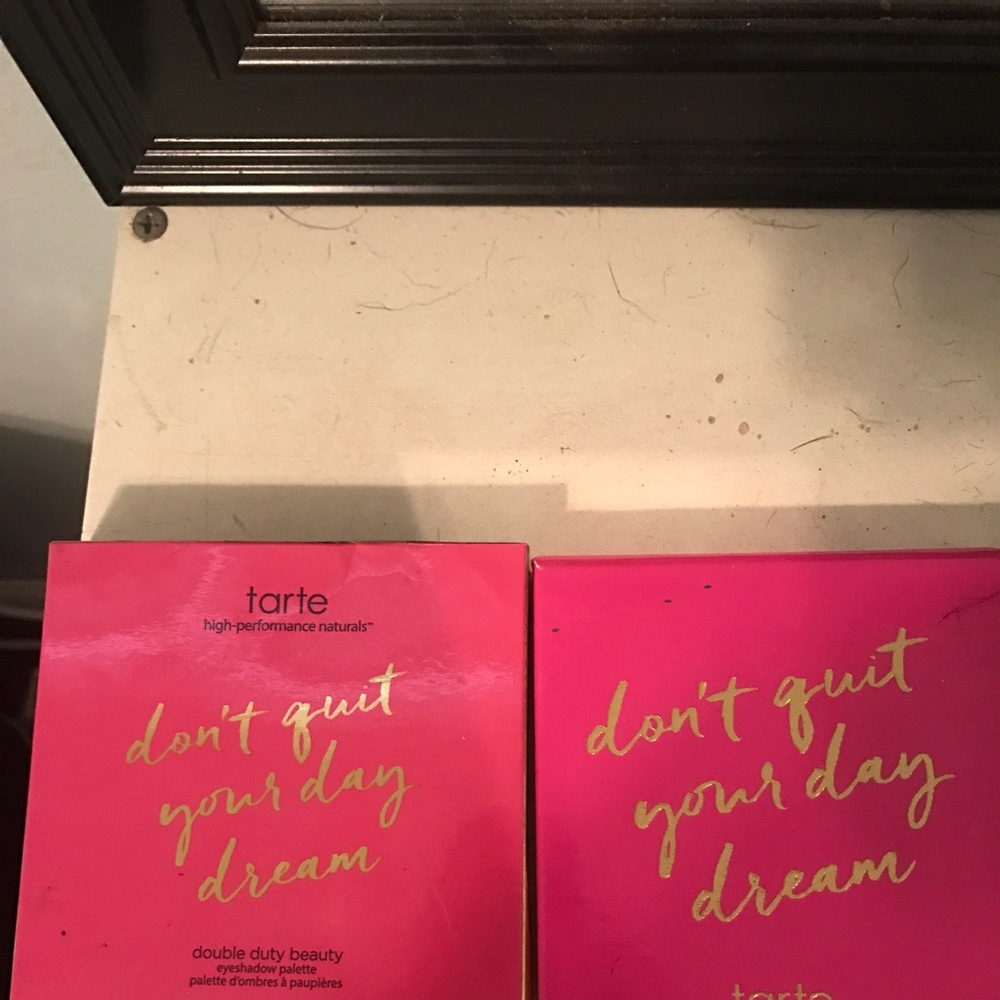 tarte
high-performance naturals™
don't quit
your day
dream
double duty beauty
eyeshadow palette
palette d'ombres à paupières
don't quit
your day
dream
tarte